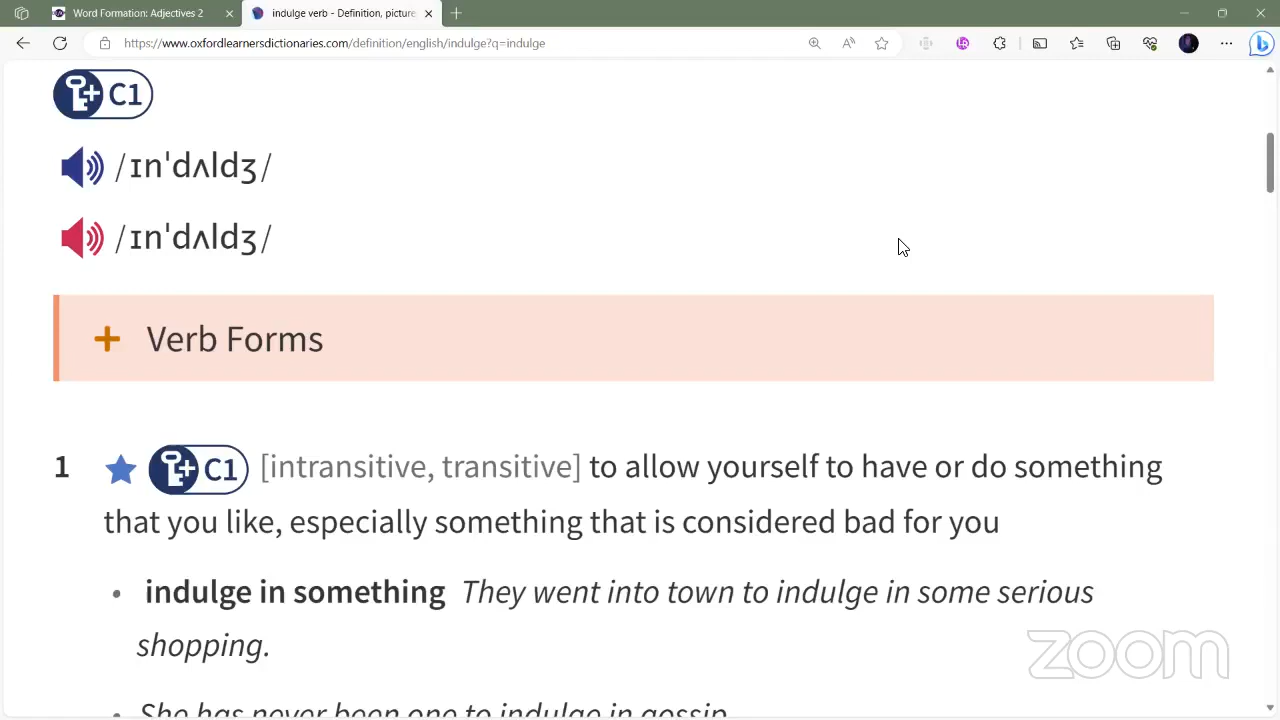 Word Formation: Adjectives 2
indulge verb - Definition, picture
https://www.oxfordlearnersdictionaries.com/definition/english/indulge?q=indulge
C1
/ɪnˈdʌldʒ/
/ɪnˈdʌldʒ/
+ Verb Forms
1 C1 [intransitive, transitive] to allow yourself to have or do something
that you like, especially something that is considered bad for you
• indulge in something They went into town to indulge in some serious
shopping.
zoom
• She has never been one to indulge in gossip